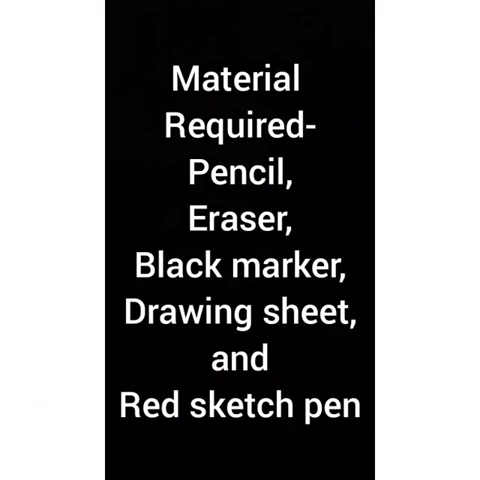 Material
Required-
Pencil,
Eraser,
Black marker,
Drawing sheet,
and
Red sketch pen